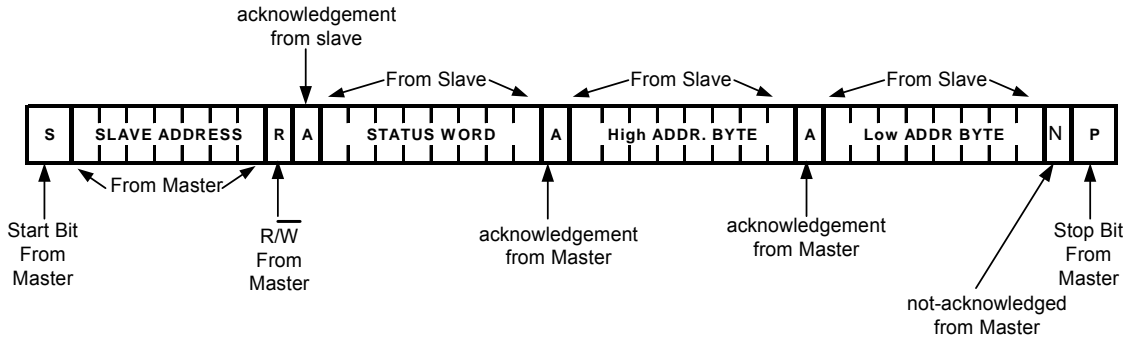 acknowledgement
from slave
From Slave
From Slave
From Slave
S SLAVE ADDRESS R A STATUS WORD A High ADDR. BYTE A Low ADDR BYTE N P
From Master
Start Bit
From
Master
R/W
From
Master
acknowledgement
from Master
acknowledgement
from Master
not-acknowledged
from Master
Stop Bit
From
Master